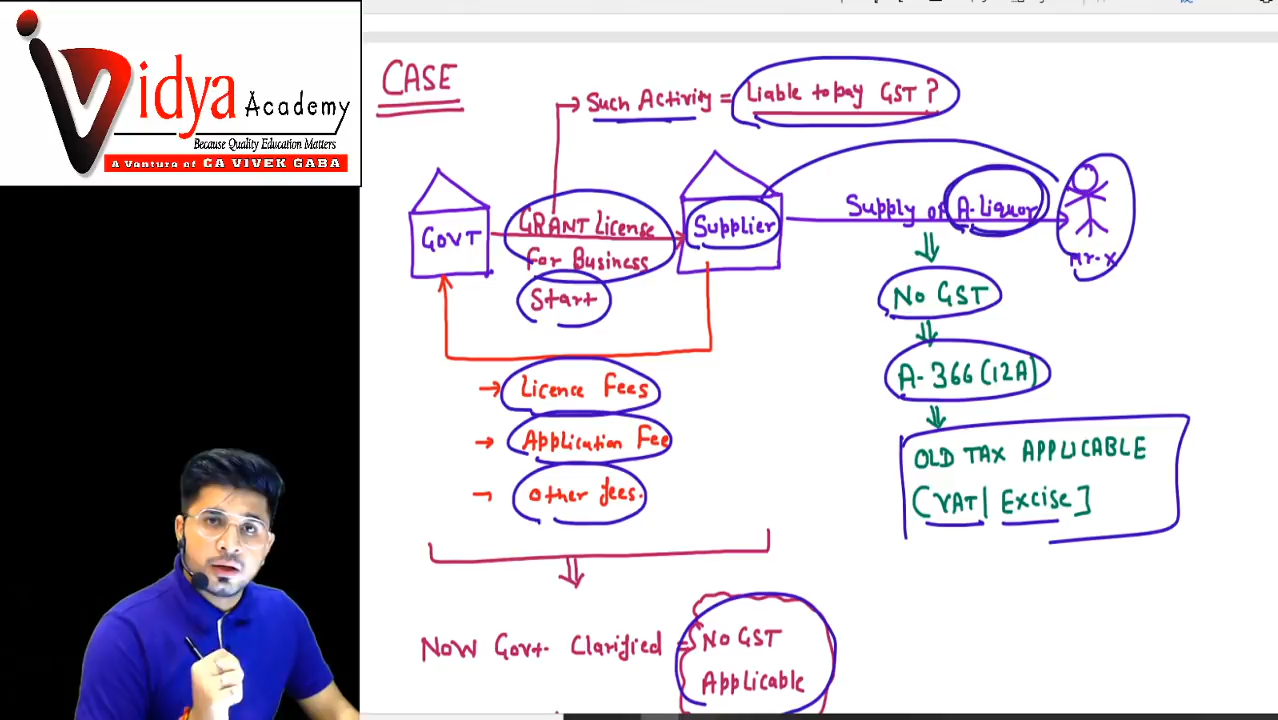 Vidya Academy
Because Quality Education Matters
A Ventura of CA VIVEK GABA
CASE
Such Activity = Liable to pay GST ?
GOVT
GRANT License
For Business
Start
Supplier
Supply of A-Liquor
Mr-X
No GST
A-366(12A)
OLD TAX APPLICABLE
(VAT| Excise]
→ Licence Fees
→ Application Fee
→ other fees.
Now Govt. Clarified = No GST
Applicable